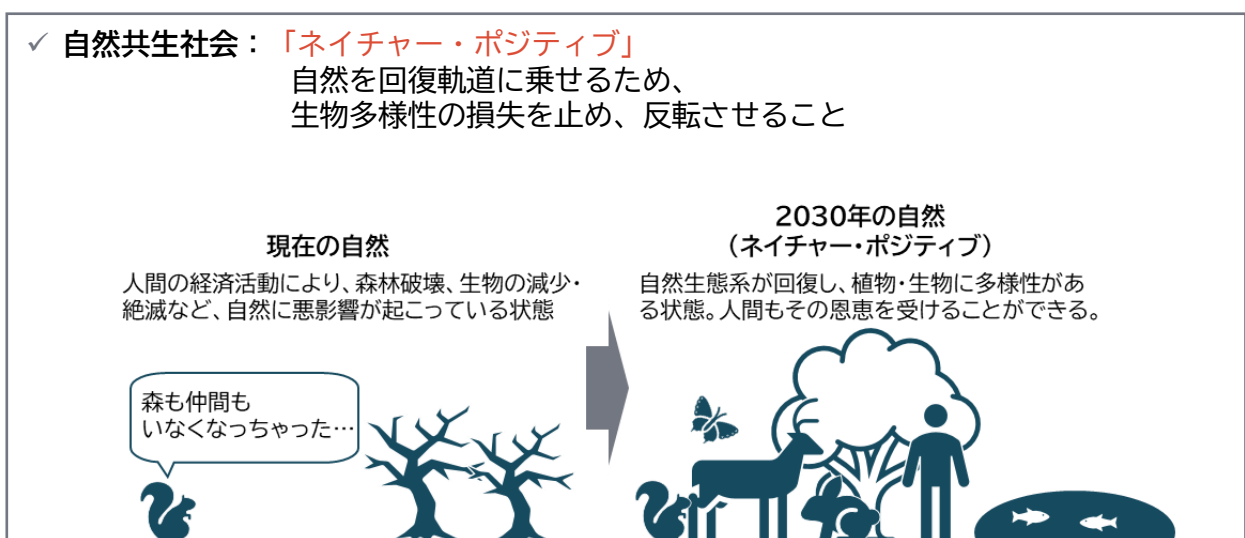 ✓ 自然共生社会：「ネイチャー・ポジティブ」
自然を回復軌道に乗せるため、
生物多様性の損失を止め、反転させること
現在の自然
人間の経済活動により、森林破壊、生物の減少・
絶滅など、自然に悪影響が起こっている状態
森も仲間も
いなくなっちゃった…
2030年の自然
（ネイチャー・ポジティブ）
自然生態系が回復し、植物・生物に多様性があ
る状態。人間もその恩恵を受けることができる。